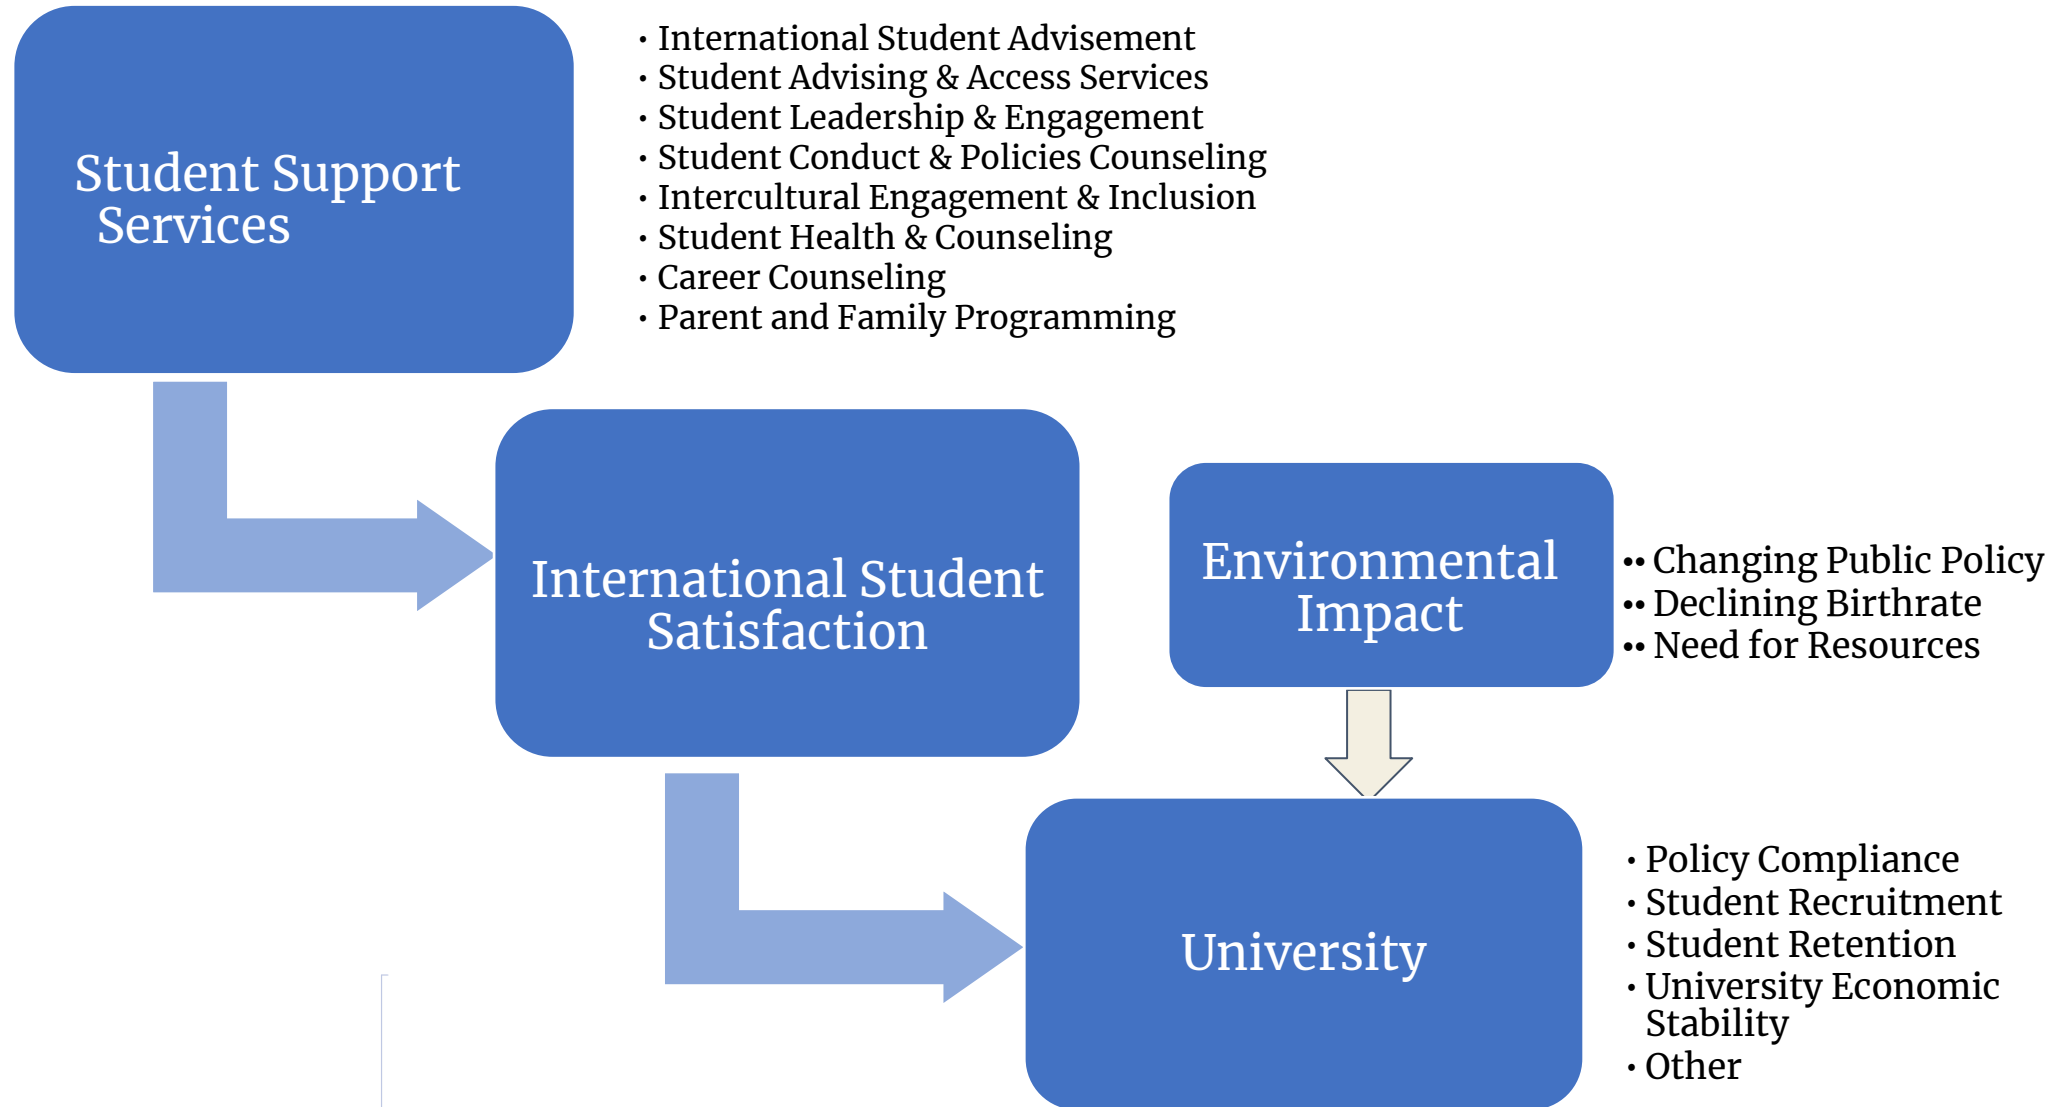 Student Support
Services
· International Student Advisement
· Student Advising & Access Services
· Student Leadership & Engagement
· Student Conduct & Policies Counseling
· Intercultural Engagement & Inclusion
· Student Health & Counseling
· Career Counseling
· Parent and Family Programming
International Student
Satisfaction
Environmental
Impact
•• Changing Public Policy
•• Declining Birthrate
•• Need for Resources
University
· Policy Compliance
· Student Recruitment
· Student Retention
· University Economic
Stability
· Other